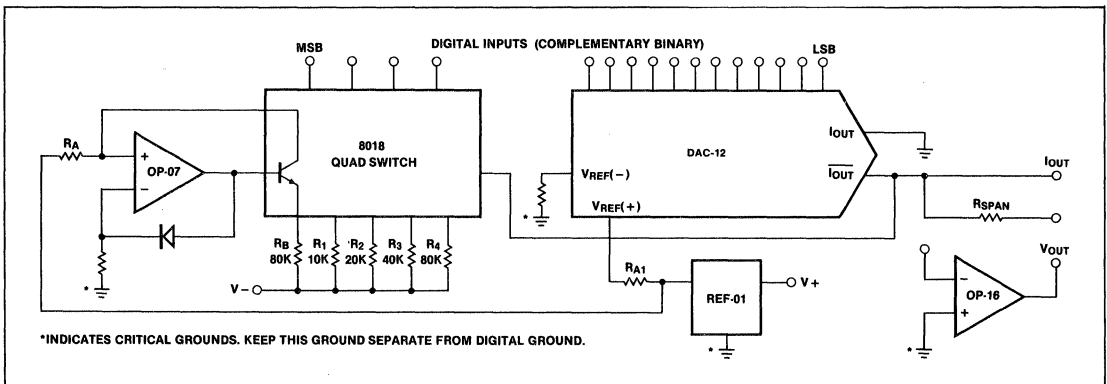 DIGITAL INPUTS (COMPLEMENTARY BINARY)
MSB
LSB
RA
+
OP-07
−
*
8018
QUAD SWITCH
DAC-12
IOUT
IOUT
VREF(−)
VREF(+)
*
IOUT
RSPAN
RB
80K
R1
10K
R2
20K
R3
40K
R4
80K
V−
RA1
REF-01
V+
*
VOUT
−
OP-16
+
*
*INDICATES CRITICAL GROUNDS. KEEP THIS GROUND SEPARATE FROM DIGITAL GROUND.